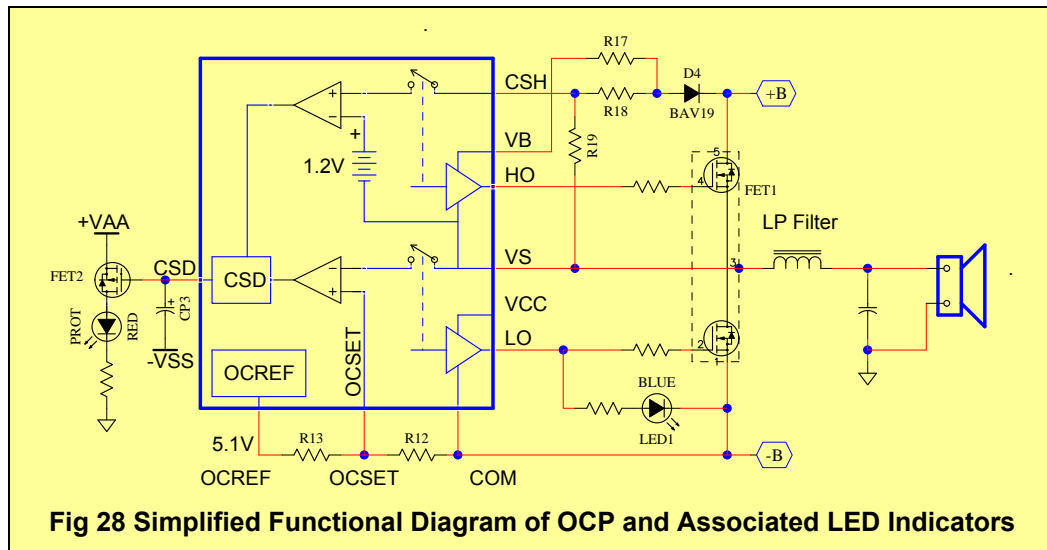 R17
CSH
R18
D4
BAV19
+B
VB
R19
1.2V
HO
5
4
FET1
LP Filter
+VAA
FET2
CSD
CSD
VS
3
VCC
CP3
PROT
RED
-VSS
OCSET
LO
2
1
OCREF
BLUE
LED1
5.1V
R13
R12
OCREF
OCSET
COM
-B
Fig 28 Simplified Functional Diagram of OCP and Associated LED Indicators